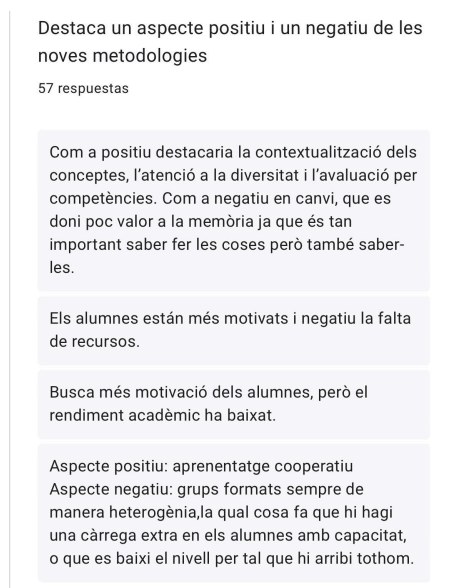 Destaca un aspecte positiu i un negatiu de les
noves metodologies
57 respuestas
Com a positiu destacaria la contextualització dels
conceptes, l'atenció a la diversitat i l'avaluació per
competències. Com a negatiu en canvi, que es
doni poc valor a la memòria ja que és tan
important saber fer les coses però també saber-
les.
Els alumnes están més motivats i negatiu la falta
de recursos.
Busca més motivació dels alumnes, però el
rendiment acadèmic ha baixat.
Aspecte positiu: aprenentatge cooperatiu
Aspecte negatiu: grups formats sempre de
manera heterogènia,la qual cosa fa que hi hagi
una càrrega extra en els alumnes amb capacitat,
o que es baixi el nivell per tal que hi arribi tothom.